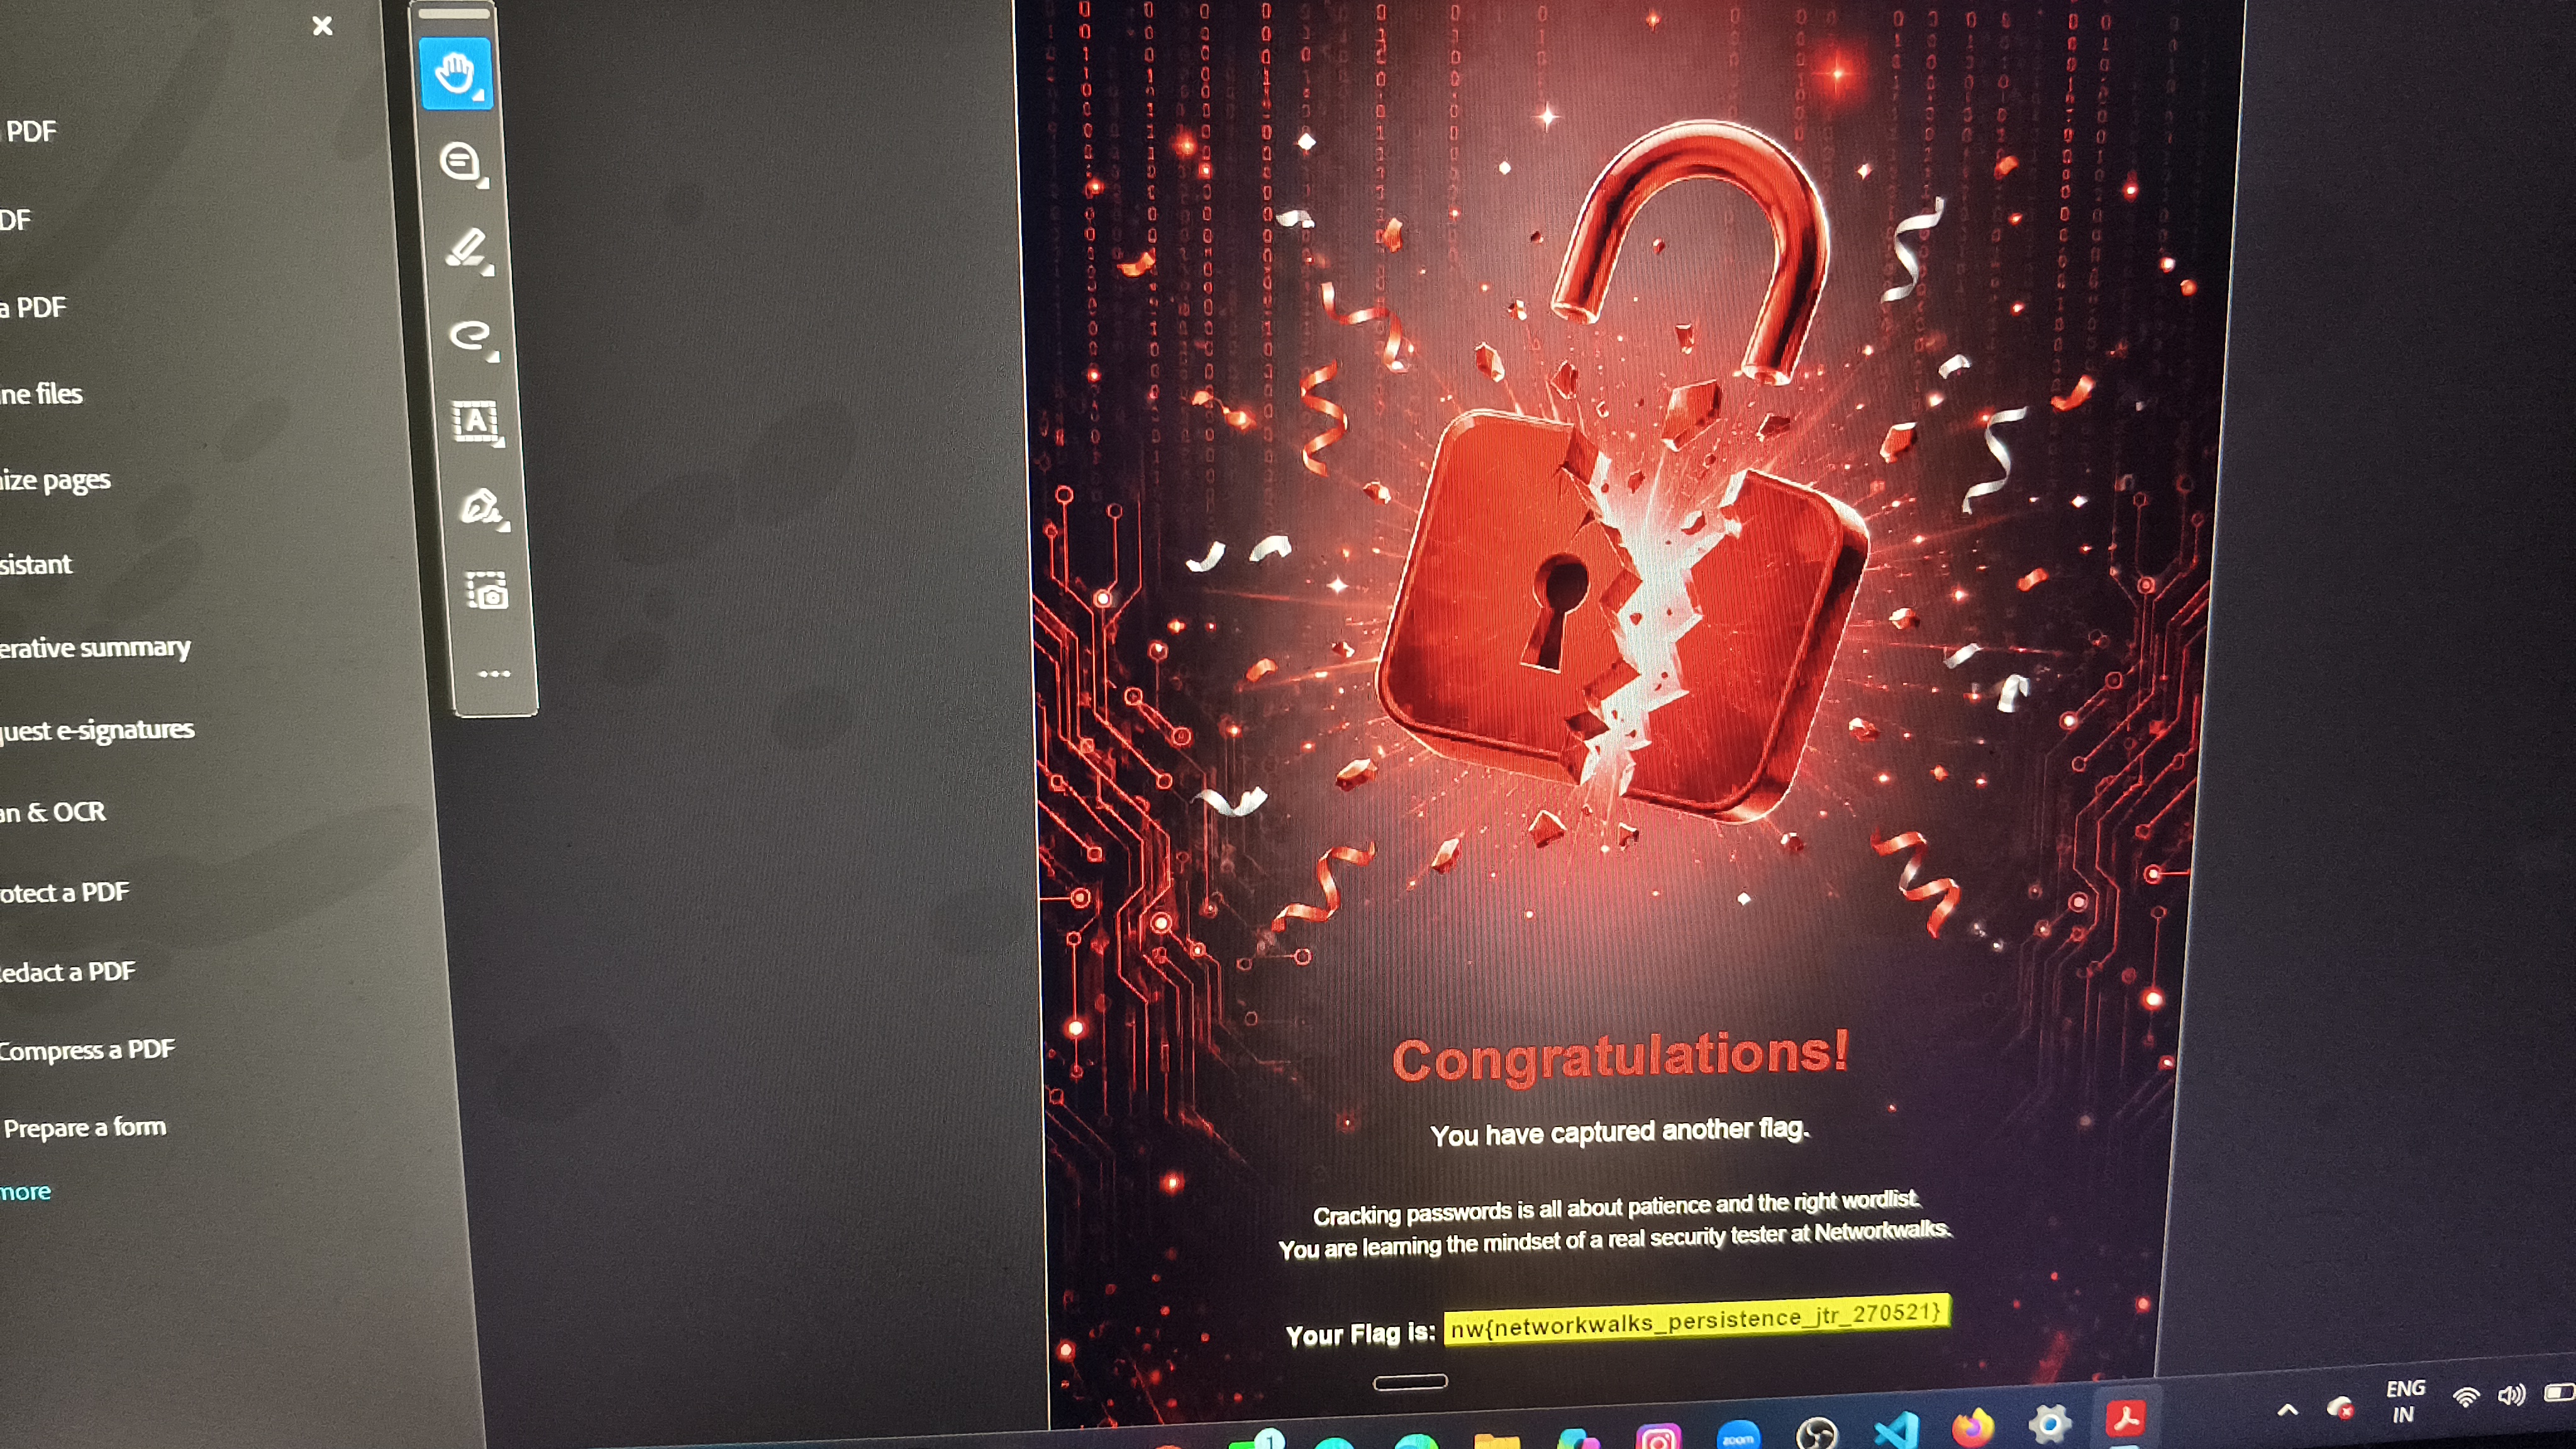 PDF
DF
a PDF
ne files
ize pages
sistant
erative summary
quest e-signatures
an & OCR
otect a PDF
edact a PDF
Compress a PDF
Prepare a form
more
A
Congratulations!
You have captured another flag.
Cracking passwords is all about patience and the right wordlist.
You are learning the mindset of a real security tester at Networkwalks.
Your Flag is: nw{networkwalks_persistence_jtr_270521}
1
zoom
ENG
IN